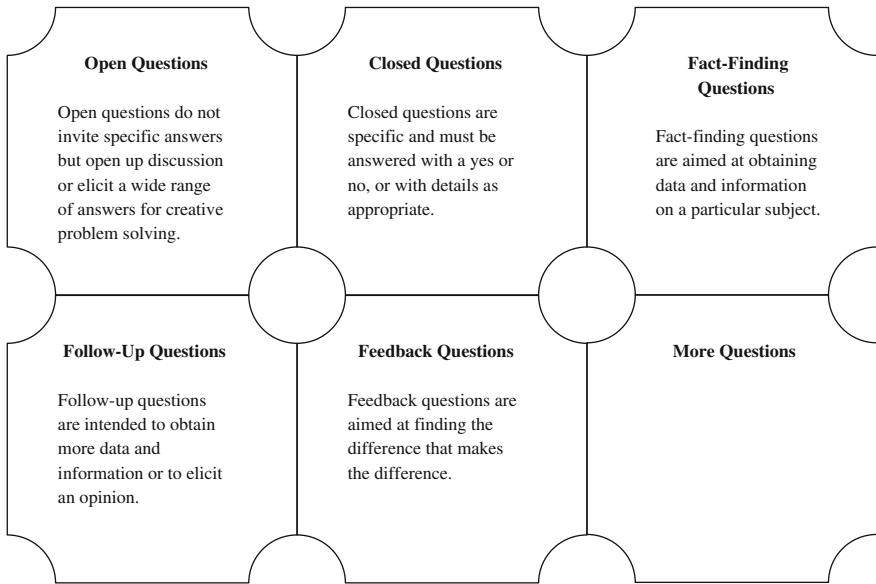 Open Questions
Open questions do not
invite specific answers
but open up discussion
or elicit a wide range
of answers for creative
problem solving.
Closed Questions
Closed questions are
specific and must be
answered with a yes or
no, or with details as
appropriate.
Fact-Finding
Questions
Fact-finding questions
are aimed at obtaining
data and information
on a particular subject.
Follow-Up Questions
Follow-up questions
are intended to obtain
more data and
information or to elicit
an opinion.
Feedback Questions
Feedback questions are
aimed at finding the
difference that makes
the difference.
More Questions